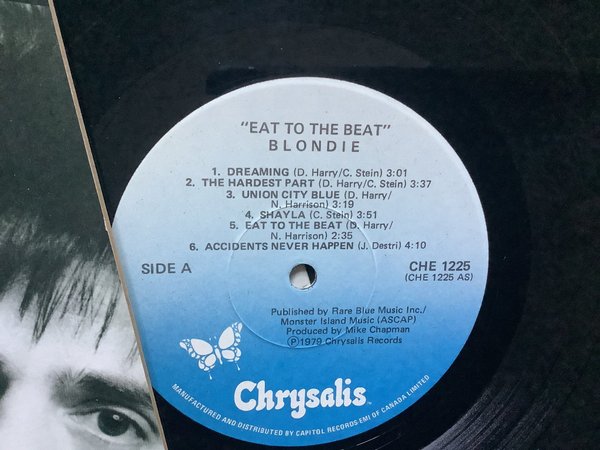 "EAT TO THE BEAT"
BLONDIE
1. DREAMING (D. Harry/C. Stein) 3:01
2. THE HARDEST PART (D. Harry/C. Stein) 3:37
3. UNION CITY BLUE (D. Harry/
N. Harrison) 3:19
4. SHAYLA (C. Stein) 3:51
5. EAT TO THE BEAT (D. Harry/
N. Harrison) 2:35
6. ACCIDENTS NEVER HAPPEN (J. Destri) 4:10
SIDE A
CHE 1225
(CHE 1225 AS)
Published by Rare Blue Music Inc./
Monster Island Music (ASCAP)
Produced by Mike Chapman
Ⓟ1979 Chrysalis Records
Chrysalis™
MANUFACTURED AND DISTRIBUTED BY CAPITOL RECORDS-EMI OF CANADA LIMITED